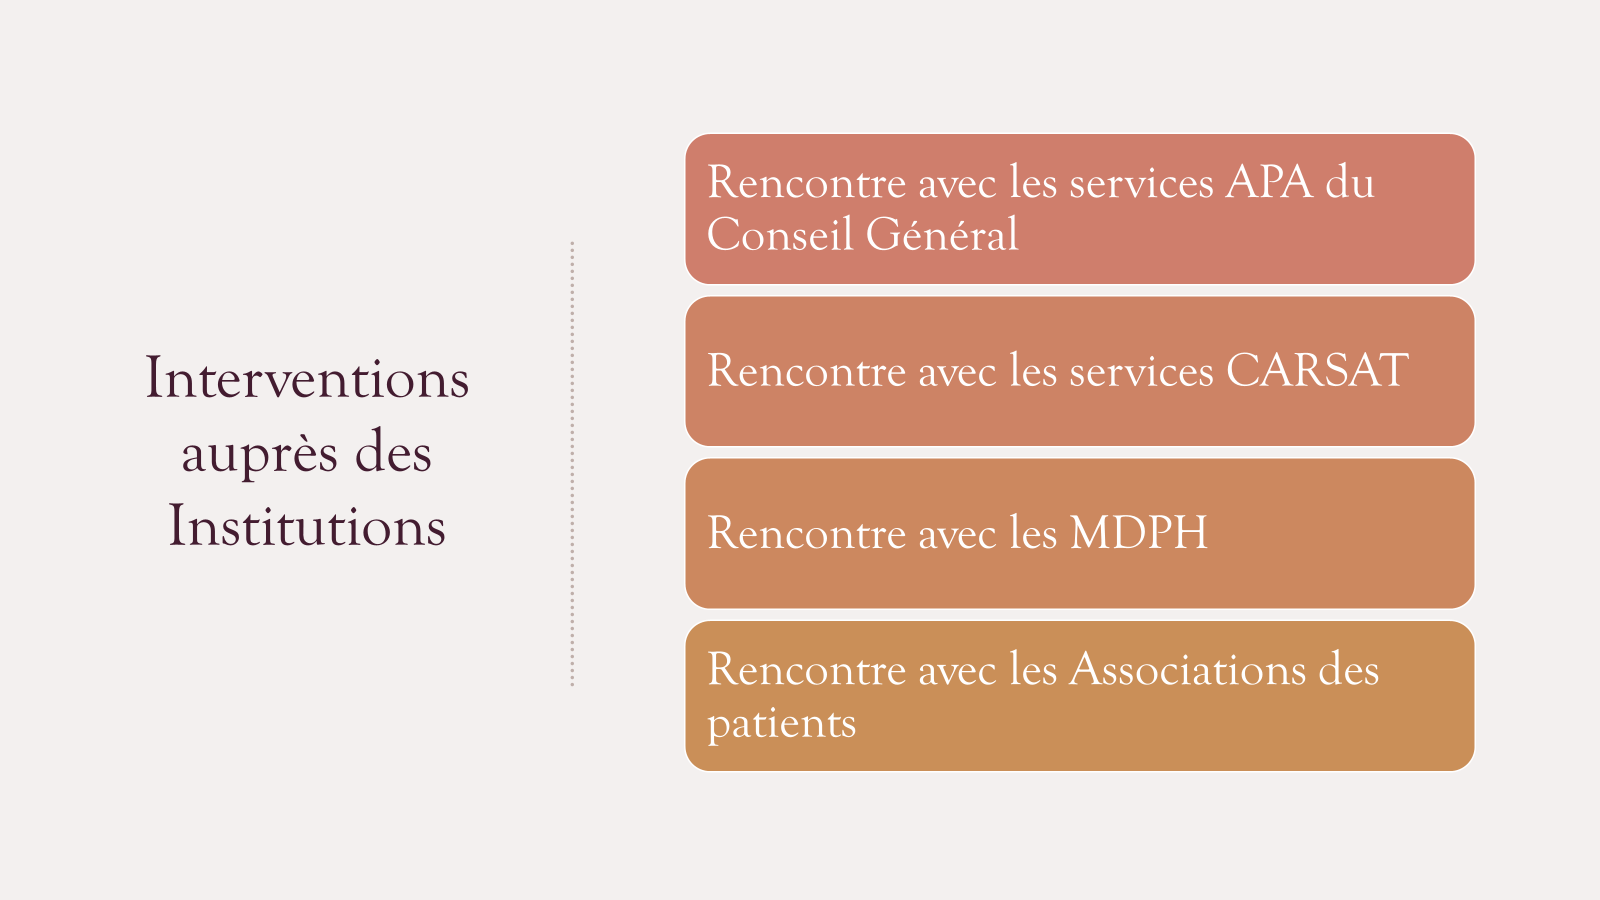 Interventions
auprès des
Institutions
Rencontre avec les services APA du
Conseil Général
Rencontre avec les services CARSAT
Rencontre avec les MDPH
Rencontre avec les Associations des
patients